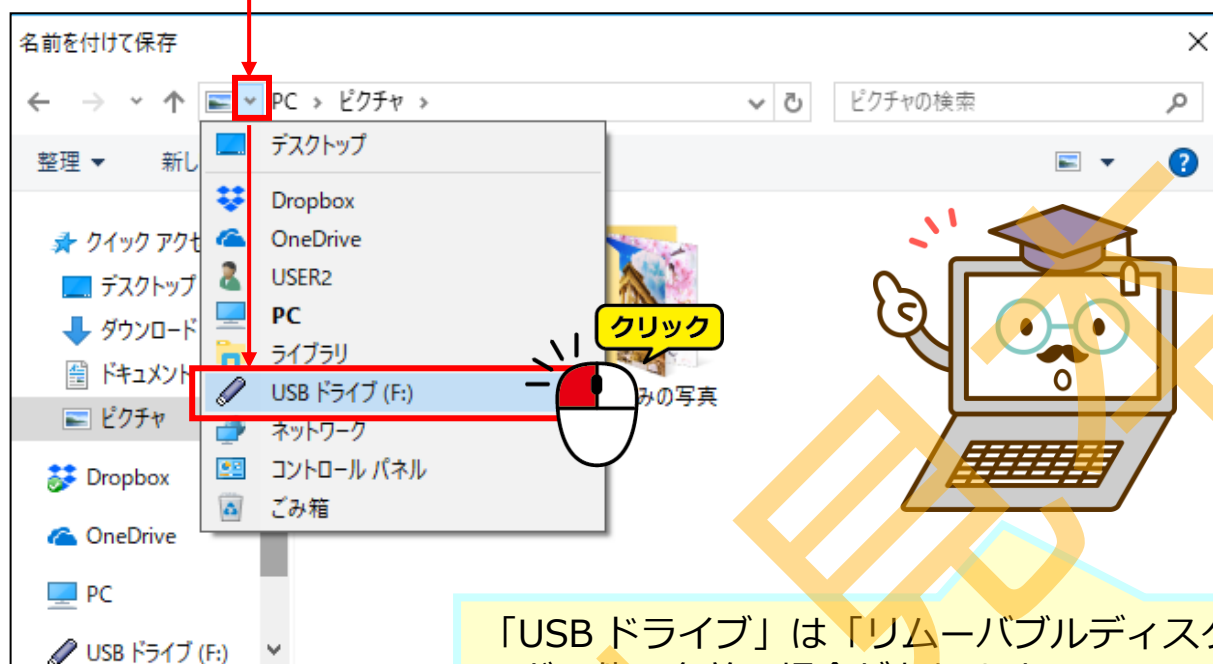 名前を付けて保存
PC › ピクチャ ›
ピクチャの検索
整理
新し
デスクトップ
Dropbox
OneDrive
USER2
PC
ライブラリ
USB ドライブ (F:)
ネットワーク
コントロール パネル
ごみ箱
クイック アクセ
デスクトップ
ダウンロード
ドキュメント
ピクチャ
Dropbox
OneDrive
PC
USB ドライブ (F:)
クリック
みの写真
「USB ドライブ」は「リムーバブルディスク
見本